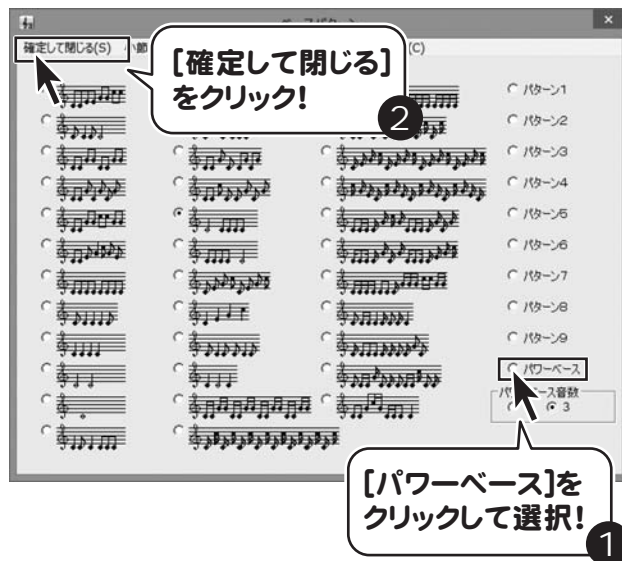 確定して閉じる(S) 小節
(C)
[確定して閉じる]
をクリック!
2
パターン1
パターン2
パターン3
パターン4
パターン5
パターン6
パターン7
パターン8
パターン9
パワーベース
3
[パワーベース]を
クリックして選択!
1